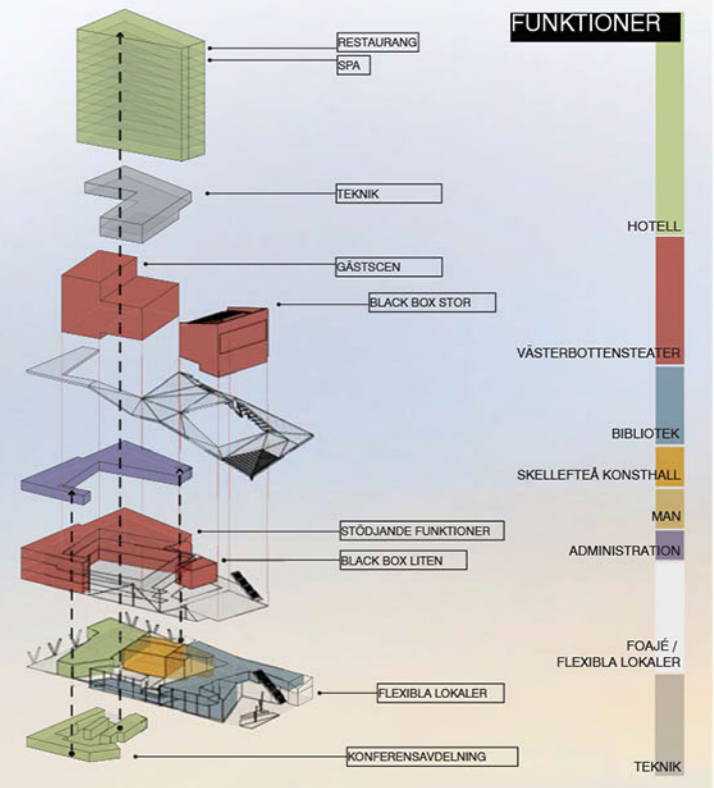 FUNKTIONER
RESTAURANG
SPA
TEKNIK
GÄSTSCEN
BLACK BOX STOR
STÖDJANDE FUNKTIONER
BLACK BOX LITEN
FLEXIBLA LOKALER
KONFERENSAVDELNING
HOTELL
VÄSTERBOTTENSTEATER
BIBLIOTEK
SKELLEFTEÅ KONSTHALL
MAN
ADMINISTRATION
FOAJÉ /
FLEXIBLA LOKALER
TEKNIK